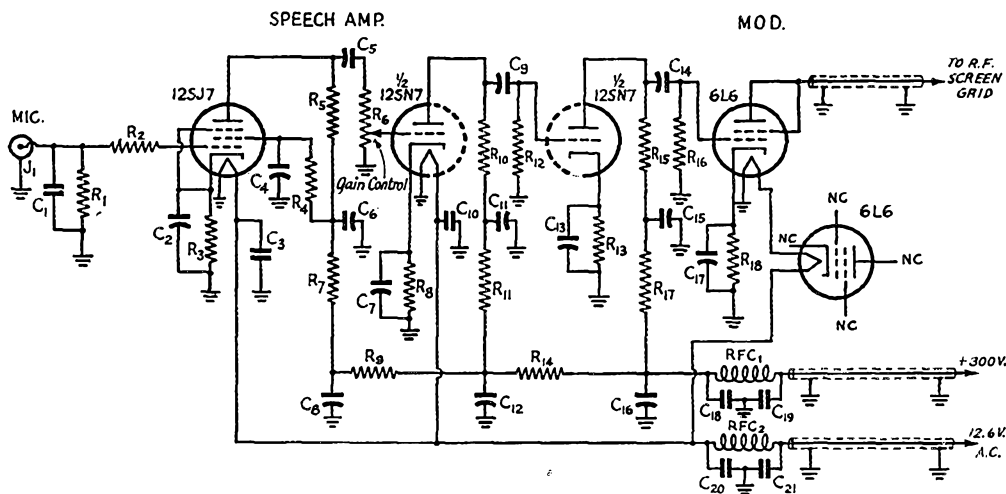 SPEECH AMP.
MOD.
MIC.
J1
C1
R1
R2
12SJ7
C2
R3
C3
C4
R4
R5
C5
R6
Gain Control
C6
R7
C8
R9
½
12SN7
C7
R8
C10
C9
R10
C11
R11
C12
R12
R14
½
12SN7
C13
R13
C14
R15
C15
R17
C16
R16
6L6
C17
R18
TO R.F.
SCREEN
GRID
6L6
NC
NC
NC
NC
RFC1
C18
C19
+300V.
RFC2
C20
C21
12.6V.
A.C.